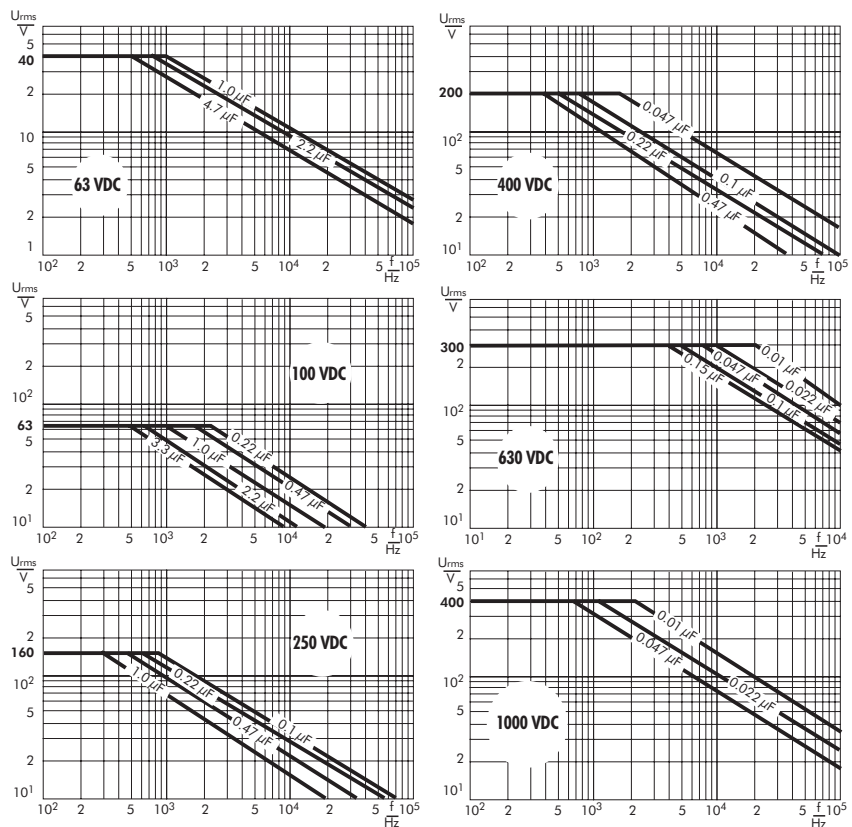 Urms
V
5
40
2
10
5
2
1
1.0 µF
4.7 µF
2.2 µF
63 VDC
10² 2 5 10³ 2 5 10⁴ 2 5 10⁵
f
Hz
400 VDC
Urms
V
5
200
10²
5
2
10¹
0.047 µF
0.22 µF
0.1 µF
0.47 µF
10² 2 5 10³ 2 5 10⁴ 2 5 10⁵
f
Hz
Urms
V
5
2
10²
63
5
2
10¹
100 VDC
0.22 µF
1.0 µF
3.3 µF
0.47 µF
2.2 µF
10² 2 5 10³ 2 5 10⁴ 2 5 10⁵
f
Hz
Urms
V
5
300
2
10²
5
2
10¹
0.01 µF
0.047 µF
0.15 µF
0.022 µF
0.1 µF
630 VDC
10¹ 2 5 10² 2 5 10³ 2 5 10⁴
f
Hz
Urms
V
5
2
160
10²
5
2
10¹
250 VDC
0.22 µF
1.0 µF
0.47 µF
0.1 µF
10² 2 5 10³ 2 5 10⁴ 2 5 10⁵
f
Hz
Urms
V
5
400
2
10²
5
2
10¹
0.01 µF
0.047 µF
0.022 µF
1000 VDC
10² 2 5 10³ 2 5 10⁴ 2 5 10⁵
f
Hz